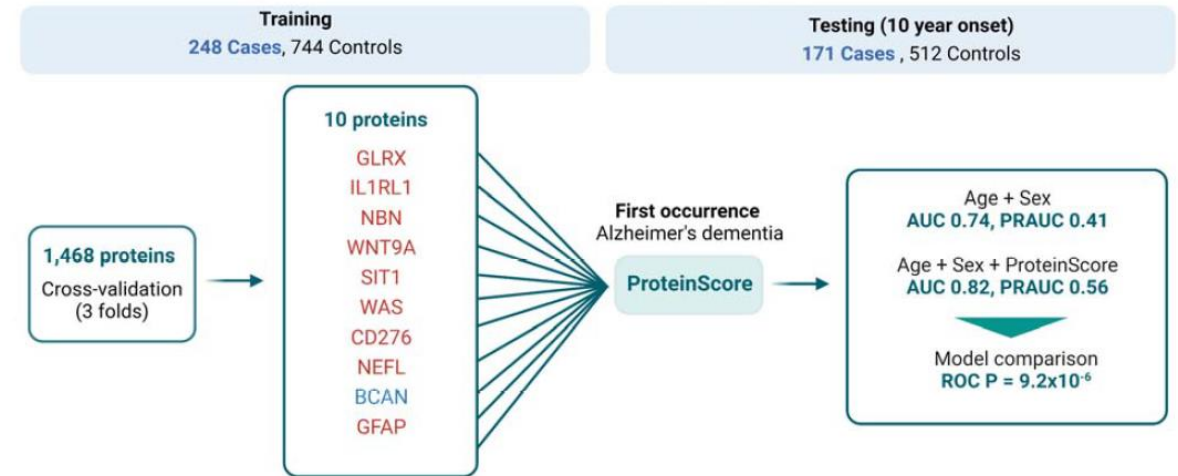 Training
248 Cases, 744 Controls
Testing (10 year onset)
171 Cases , 512 Controls
1,468 proteins
Cross-validation
(3 folds)
10 proteins
GLRX
IL1RL1
NBN
WNT9A
SIT1
WAS
CD276
NEFL
BCAN
GFAP
First occurrence
Alzheimer's dementia
ProteinScore
Age + Sex
AUC 0.74, PRAUC 0.41
Age + Sex + ProteinScore
AUC 0.82, PRAUC 0.56
Model comparison
ROC P = 9.2x10⁻⁶